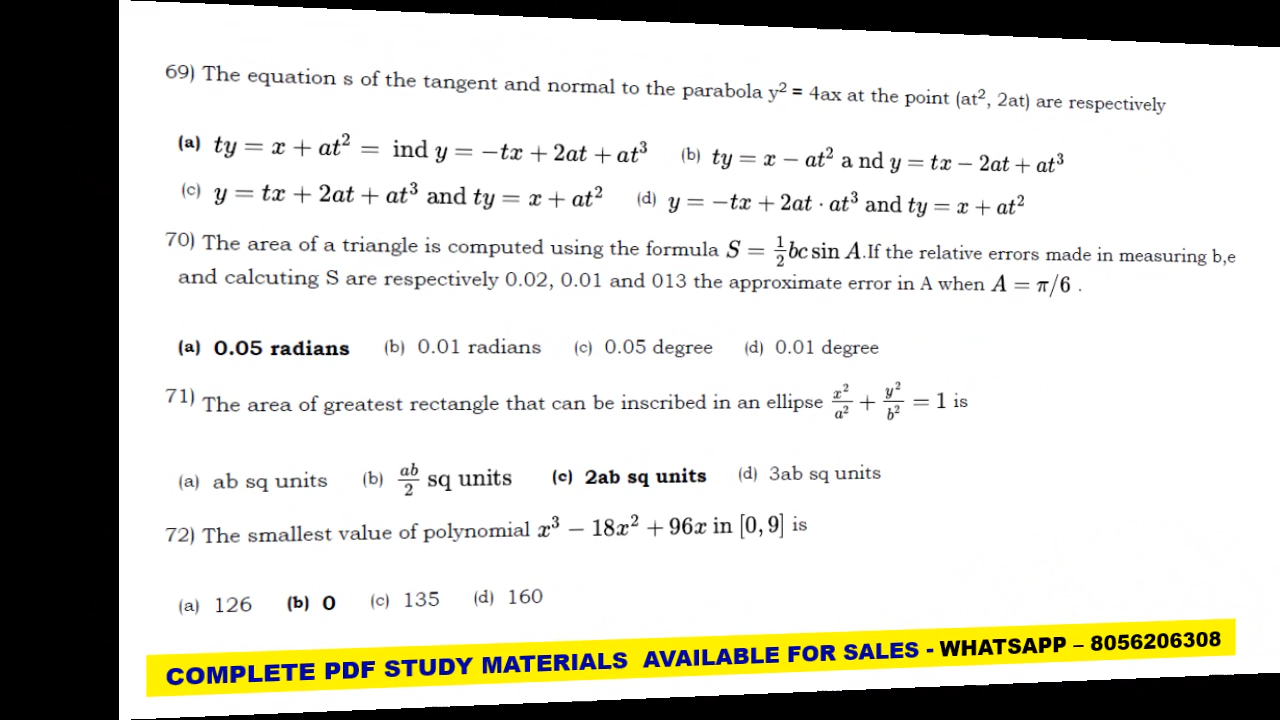 69) The equation s of the tangent and normal to the parabola y² = 4ax at the point (at², 2at) are respectively
(a) ty = x + at² = ind y = −tx + 2at + at³ (b) ty = x − at² a nd y = tx − 2at + at³
(c) y = tx + 2at + at³ and ty = x + at² (d) y = −tx + 2at · at³ and ty = x + at²
70) The area of a triangle is computed using the formula S = ½bc sin A.If the relative errors made in measuring b,e
and calcuting S are respectively 0.02, 0.01 and 013 the approximate error in A when A = π/6 .
(a) 0.05 radians (b) 0.01 radians (c) 0.05 degree (d) 0.01 degree
71) The area of greatest rectangle that can be inscribed in an ellipse x²/a² + y²/b² = 1 is
(a) ab sq units (b) ab/2 sq units (c) 2ab sq units (d) 3ab sq units
72) The smallest value of polynomial x³ − 18x² + 96x in [0, 9] is
(a) 126 (b) 0 (c) 135 (d) 160
COMPLETE PDF STUDY MATERIALS AVAILABLE FOR SALES - WHATSAPP – 8056206308